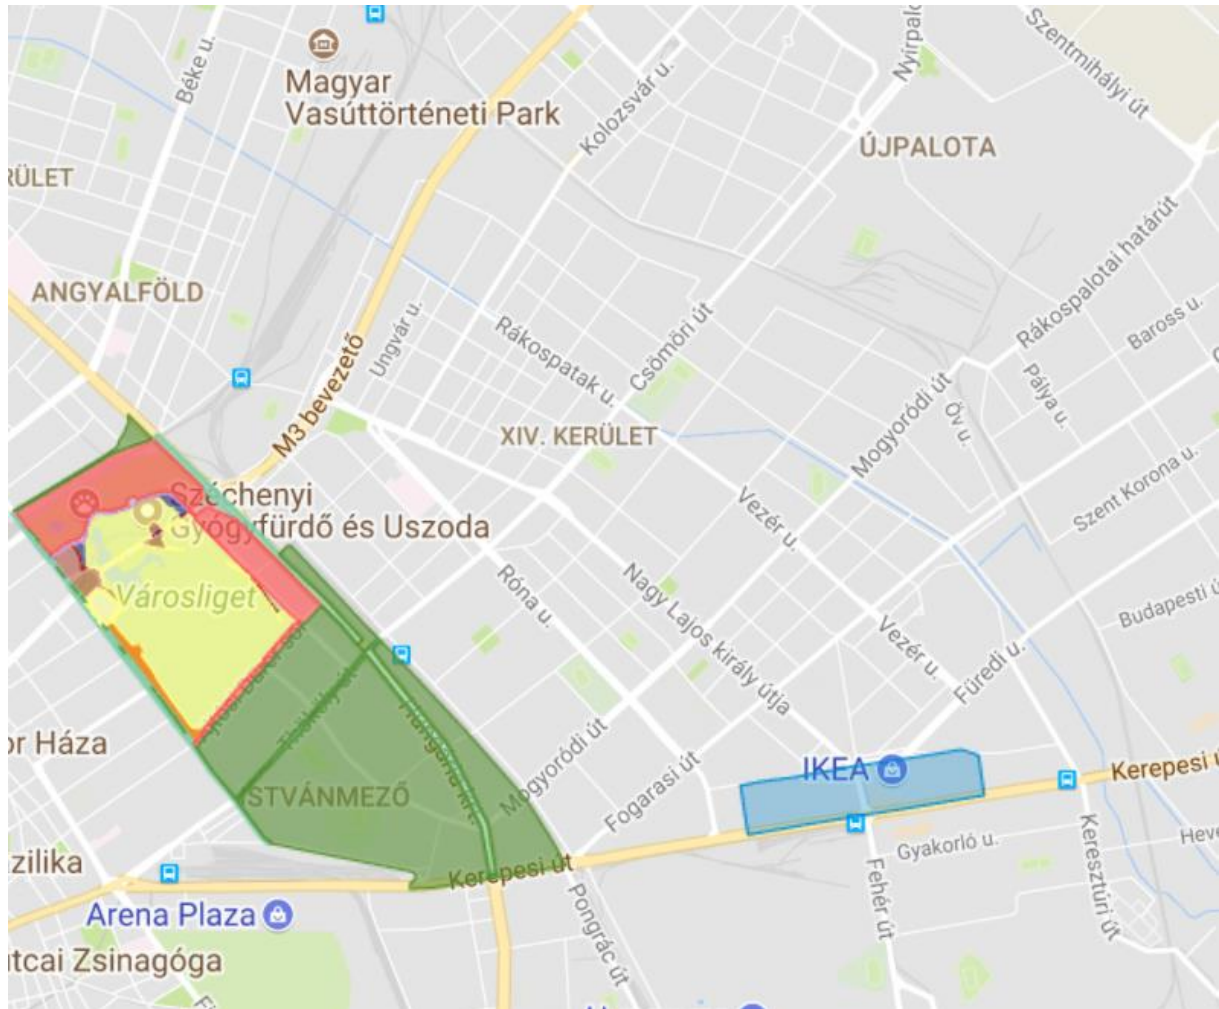 Magyar
Vasúttörténeti Park
Béke u.
Kolozsvár u.
Szentmihályi út
ÚJPALOTA
RÜLET
ANGYALFÖLD
M3 bevezető
Ungvár u.
Rákospatak u.
Csömöri út
Rákospalotai határút
Baross u.
Pálya u.
Öv u.
Mogyoródi út
XIV. KERÜLET
Szent Korona u.
Vezér u.
Széchenyi
Gyógyfürdő és Uszoda
Városliget
Róna u.
Nagy Lajos király útja
Vezér u.
Füredi u.
Budapesti ú
or Háza
Hungária krt.
Mogyoródi út
Fogarasi út
ISTVÁNMEZŐ
IKEA
Kerepesi u
Kerepesi út
Gyakorló u.
Heve
Keresztúri út
Fehér út
Pongrác út
zilika
Arena Plaza
utcai Zsinagóga